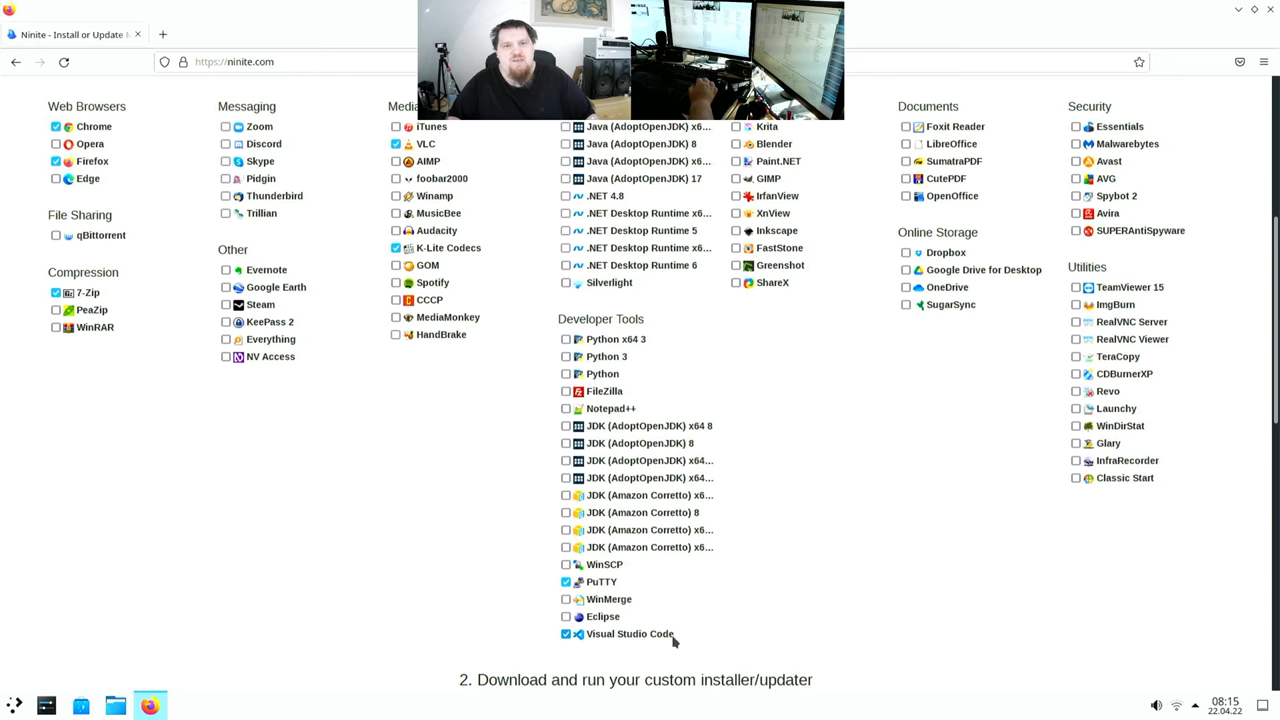 Ninite - Install or Update
https://ninite.com
Web Browsers
Chrome
Opera
Firefox
Edge
File Sharing
qBittorrent
Compression
7-Zip
PeaZip
WinRAR
Messaging
Zoom
Discord
Skype
Pidgin
Thunderbird
Trillian
Other
Evernote
Google Earth
Steam
KeePass 2
Everything
NV Access
Media
iTunes
VLC
AIMP
foobar2000
Winamp
MusicBee
Audacity
K-Lite Codecs
GOM
Spotify
CCCP
MediaMonkey
HandBrake
Java (AdoptOpenJDK) x6...
Java (AdoptOpenJDK) 8
Java (AdoptOpenJDK) x6...
Java (AdoptOpenJDK) 17
.NET 4.8
.NET Desktop Runtime x6...
.NET Desktop Runtime 5
.NET Desktop Runtime x6...
.NET Desktop Runtime 6
Silverlight
Developer Tools
Python x64 3
Python 3
Python
FileZilla
Notepad++
JDK (AdoptOpenJDK) x64 8
JDK (AdoptOpenJDK) 8
JDK (AdoptOpenJDK) x64...
JDK (AdoptOpenJDK) x64...
JDK (Amazon Corretto) x6...
JDK (Amazon Corretto) 8
JDK (Amazon Corretto) x6...
JDK (Amazon Corretto) x6...
WinSCP
PuTTY
WinMerge
Eclipse
Visual Studio Code
Krita
Blender
Paint.NET
GIMP
IrfanView
XnView
Inkscape
FastStone
Greenshot
ShareX
Documents
Foxit Reader
LibreOffice
SumatraPDF
CutePDF
OpenOffice
Online Storage
Dropbox
Google Drive for Desktop
OneDrive
SugarSync
Security
Essentials
Malwarebytes
Avast
AVG
Spybot 2
Avira
SUPERAntiSpyware
Utilities
TeamViewer 15
ImgBurn
RealVNC Server
RealVNC Viewer
TeraCopy
CDBurnerXP
Revo
Launchy
WinDirStat
Glary
InfraRecorder
Classic Start
2. Download and run your custom installer/updater
08:15
22.04.22